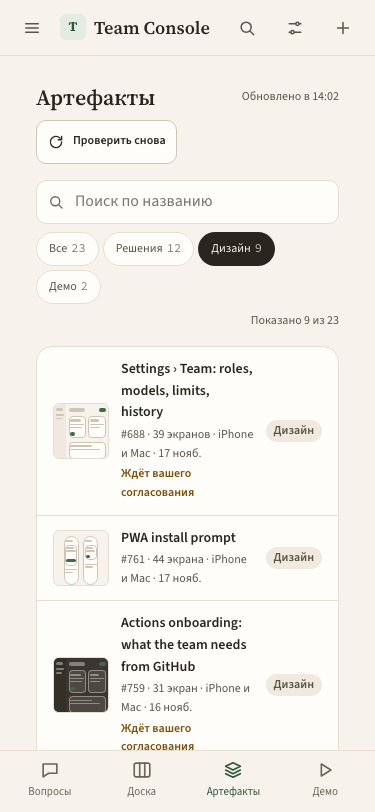 T Team Console
Артефакты
Обновлено в 14:02
Проверить снова
Поиск по названию
Все 23 Решения 12 Дизайн 9
Демо 2
Показано 9 из 23
Settings › Team: roles,
models, limits,
history
#688 · 39 экранов · iPhone
и Mac · 17 нояб.
Ждёт вашего
согласования
Дизайн
PWA install prompt
#761 · 44 экрана · iPhone
и Mac · 17 нояб.
Дизайн
Actions onboarding:
what the team needs
from GitHub
#759 · 31 экран · iPhone и
Mac · 16 нояб.
Ждёт вашего
согласования
Дизайн
Вопросы Доска Артефакты Демо